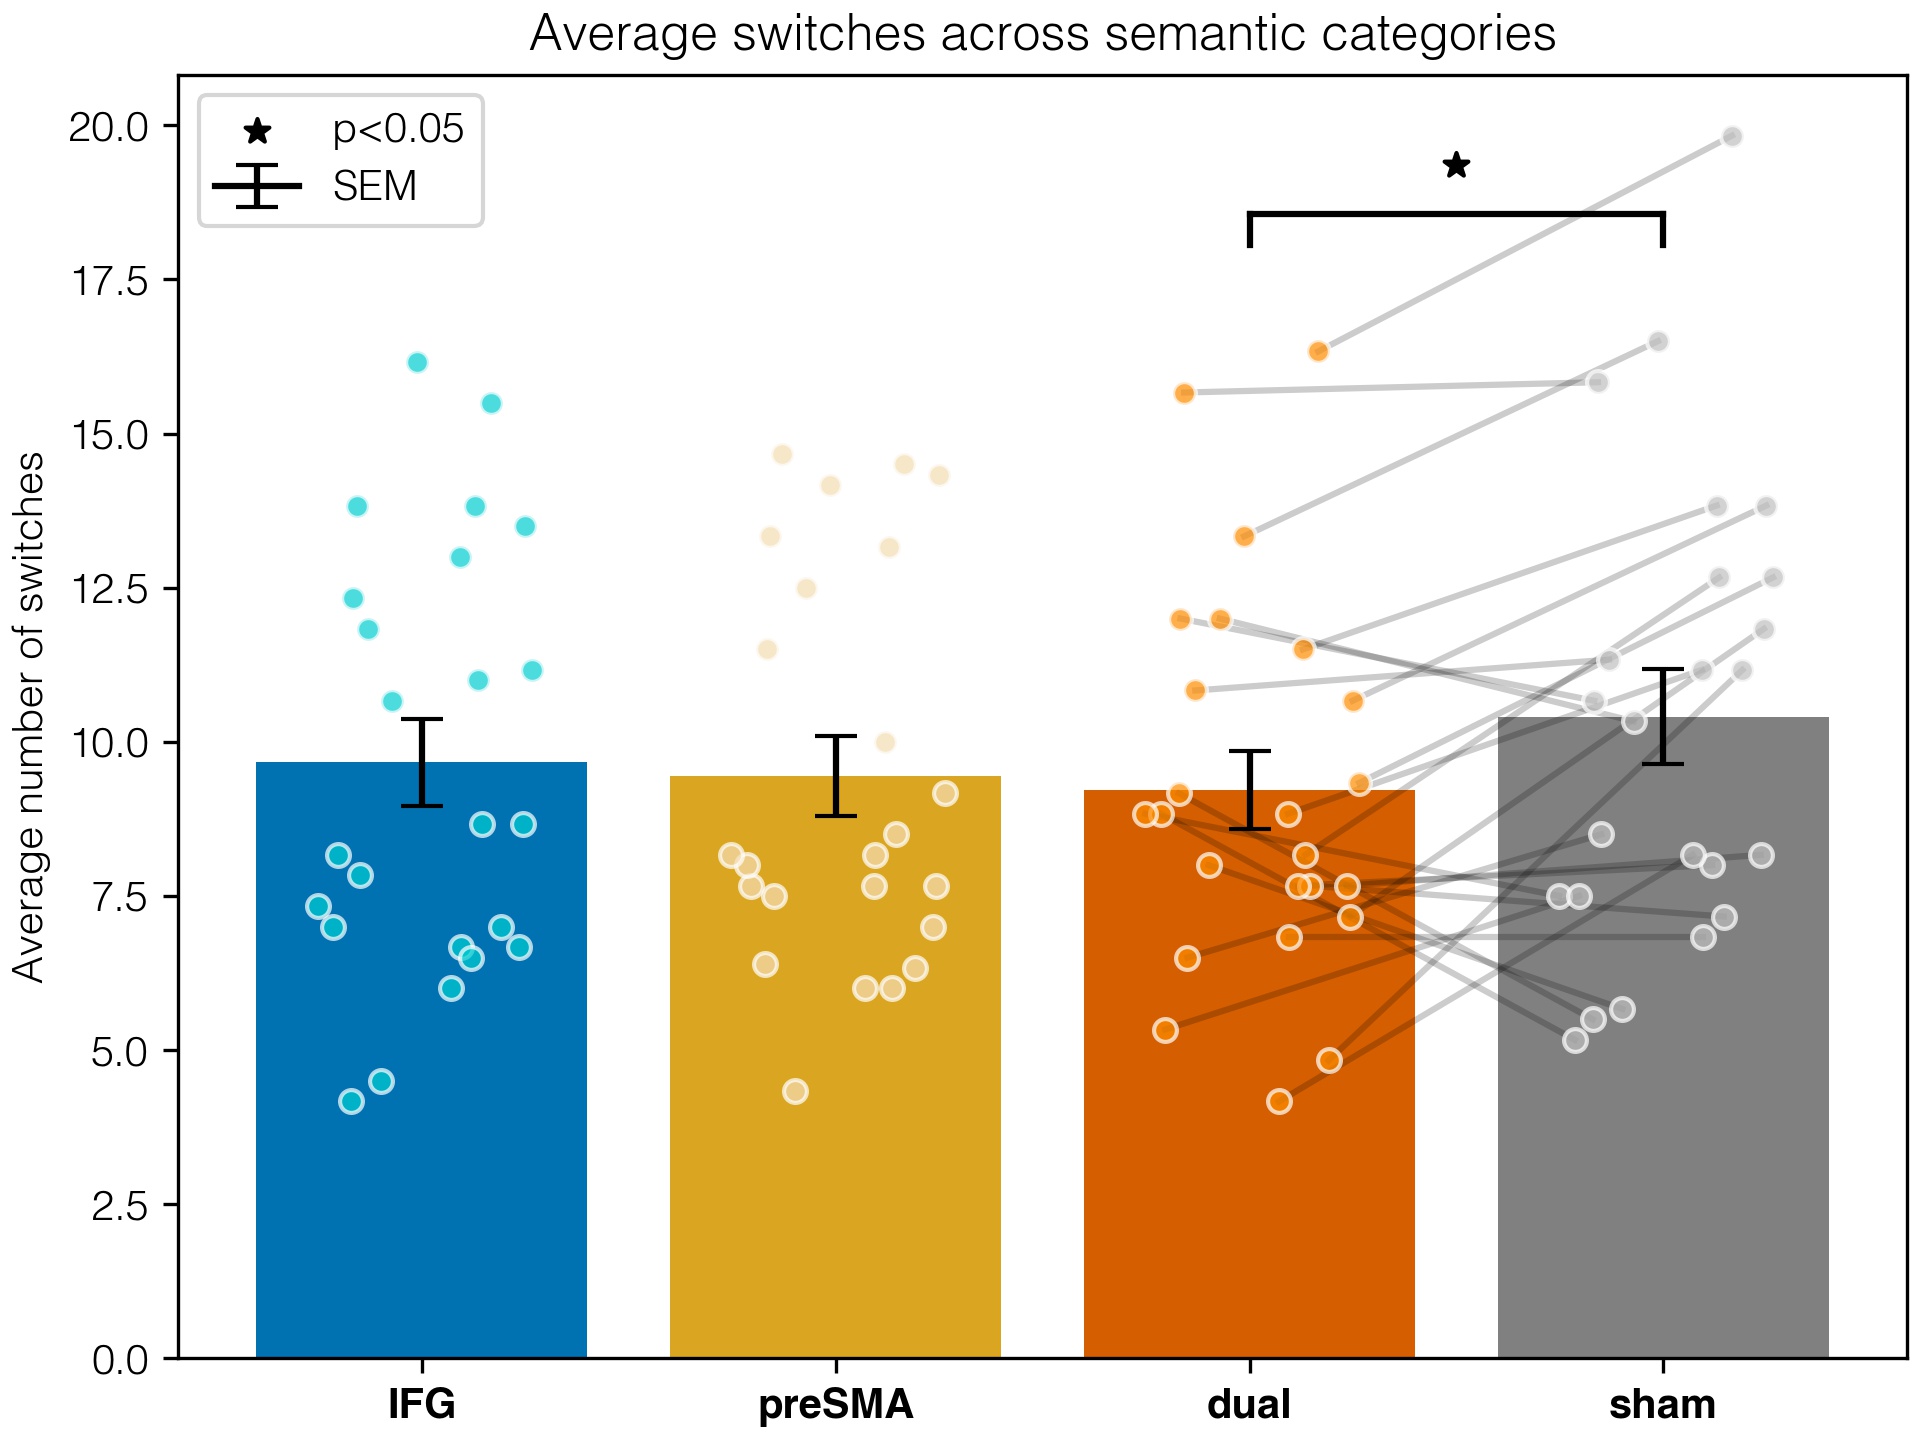 Average switches across semantic categories
p<0.05
SEM
Average number of switches
20.0
17.5
15.0
12.5
10.0
7.5
5.0
2.5
0.0
IFG
preSMA
dual
sham